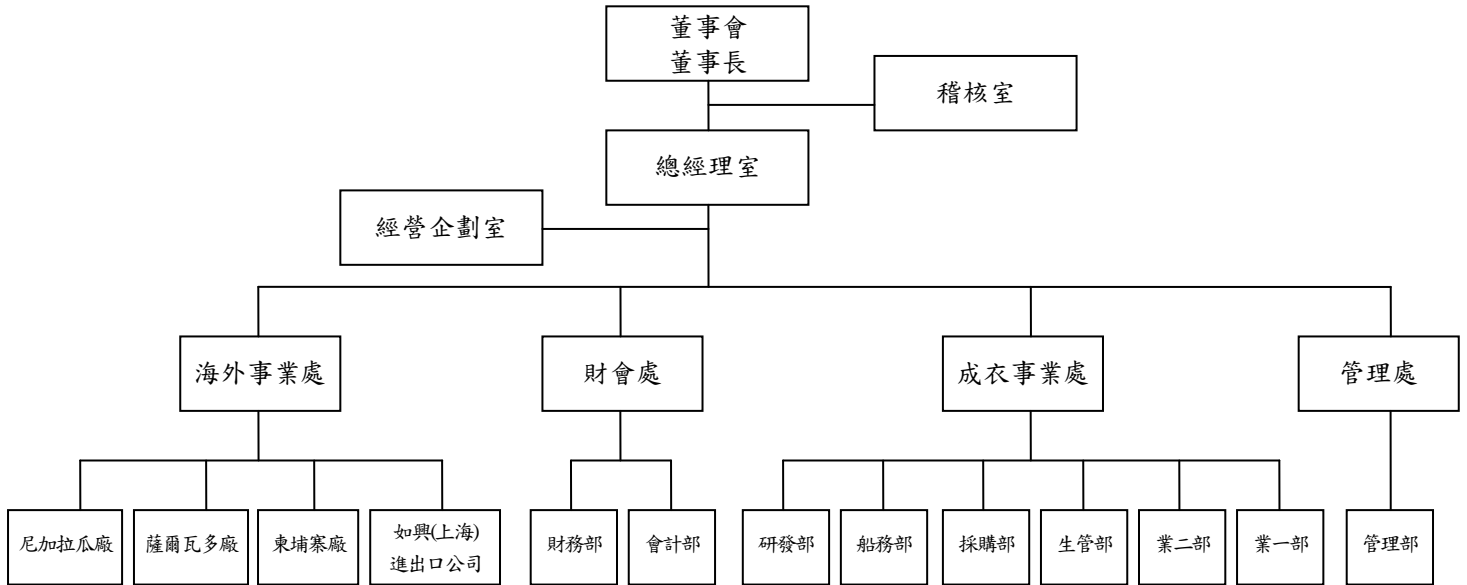 董事會
董事長
稽核室
總經理室
經營企劃室
海外事業處
財會處
成衣事業處
管理處
尼加拉瓜廠
薩爾瓦多廠
柬埔寨廠
如興(上海)
進出口公司
財務部
會計部
研發部
船務部
採購部
生管部
業二部
業一部
管理部